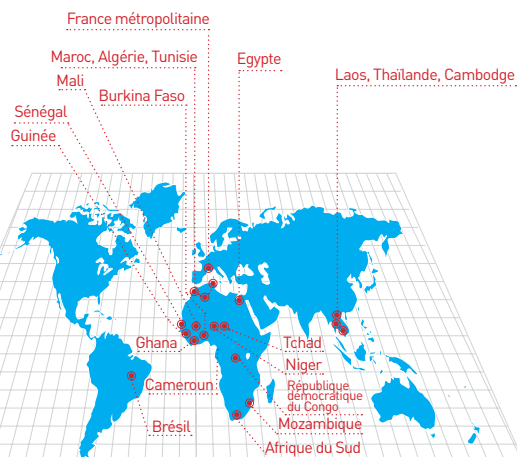 France métropolitaine
Maroc, Algérie, Tunisie
Egypte
Mali
Laos, Thaïlande, Cambodge
Burkina Faso
Sénégal
Guinée
Ghana
Tchad
Niger
Cameroun
République
démocratique
du Congo
Mozambique
Brésil
Afrique du Sud